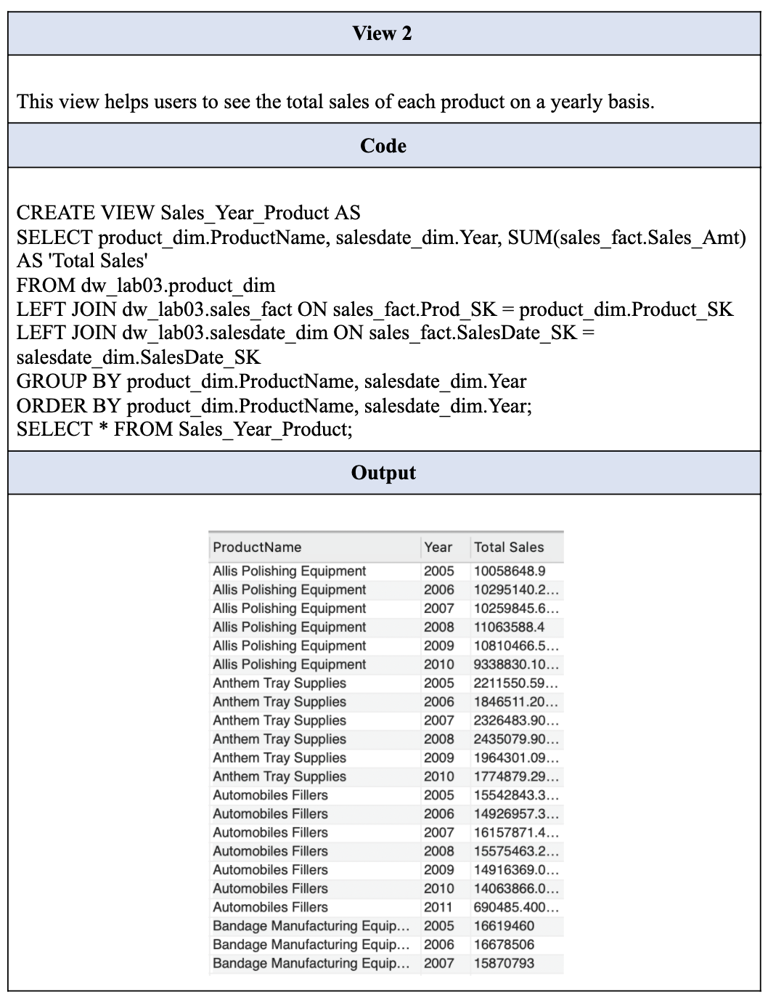 View 2
This view helps users to see the total sales of each product on a yearly basis.
Code
CREATE VIEW Sales_Year_Product AS
SELECT product_dim.ProductName, salesdate_dim.Year, SUM(sales_fact.Sales_Amt)
AS 'Total Sales'
FROM dw_lab03.product_dim
LEFT JOIN dw_lab03.sales_fact ON sales_fact.Prod_SK = product_dim.Product_SK
LEFT JOIN dw_lab03.salesdate_dim ON sales_fact.SalesDate_SK =
salesdate_dim.SalesDate_SK
GROUP BY product_dim.ProductName, salesdate_dim.Year
ORDER BY product_dim.ProductName, salesdate_dim.Year;
SELECT * FROM Sales_Year_Product;
Output
ProductName Year Total Sales
Allis Polishing Equipment 2005 10058648.9
Allis Polishing Equipment 2006 10295140.2...
Allis Polishing Equipment 2007 10259845.6...
Allis Polishing Equipment 2008 11063588.4
Allis Polishing Equipment 2009 10810466.5...
Allis Polishing Equipment 2010 9338830.10...
Anthem Tray Supplies 2005 2211550.59...
Anthem Tray Supplies 2006 1846511.20...
Anthem Tray Supplies 2007 2326483.90...
Anthem Tray Supplies 2008 2435079.90...
Anthem Tray Supplies 2009 1964301.09...
Anthem Tray Supplies 2010 1774879.29...
Automobiles Fillers 2005 15542843.3...
Automobiles Fillers 2006 14926957.3...
Automobiles Fillers 2007 16157871.4...
Automobiles Fillers 2008 15575463.2...
Automobiles Fillers 2009 14916369.0...
Automobiles Fillers 2010 14063866.0...
Automobiles Fillers 2011 690485.400...
Bandage Manufacturing Equip... 2005 16619460
Bandage Manufacturing Equip... 2006 16678506
Bandage Manufacturing Equip... 2007 15870793